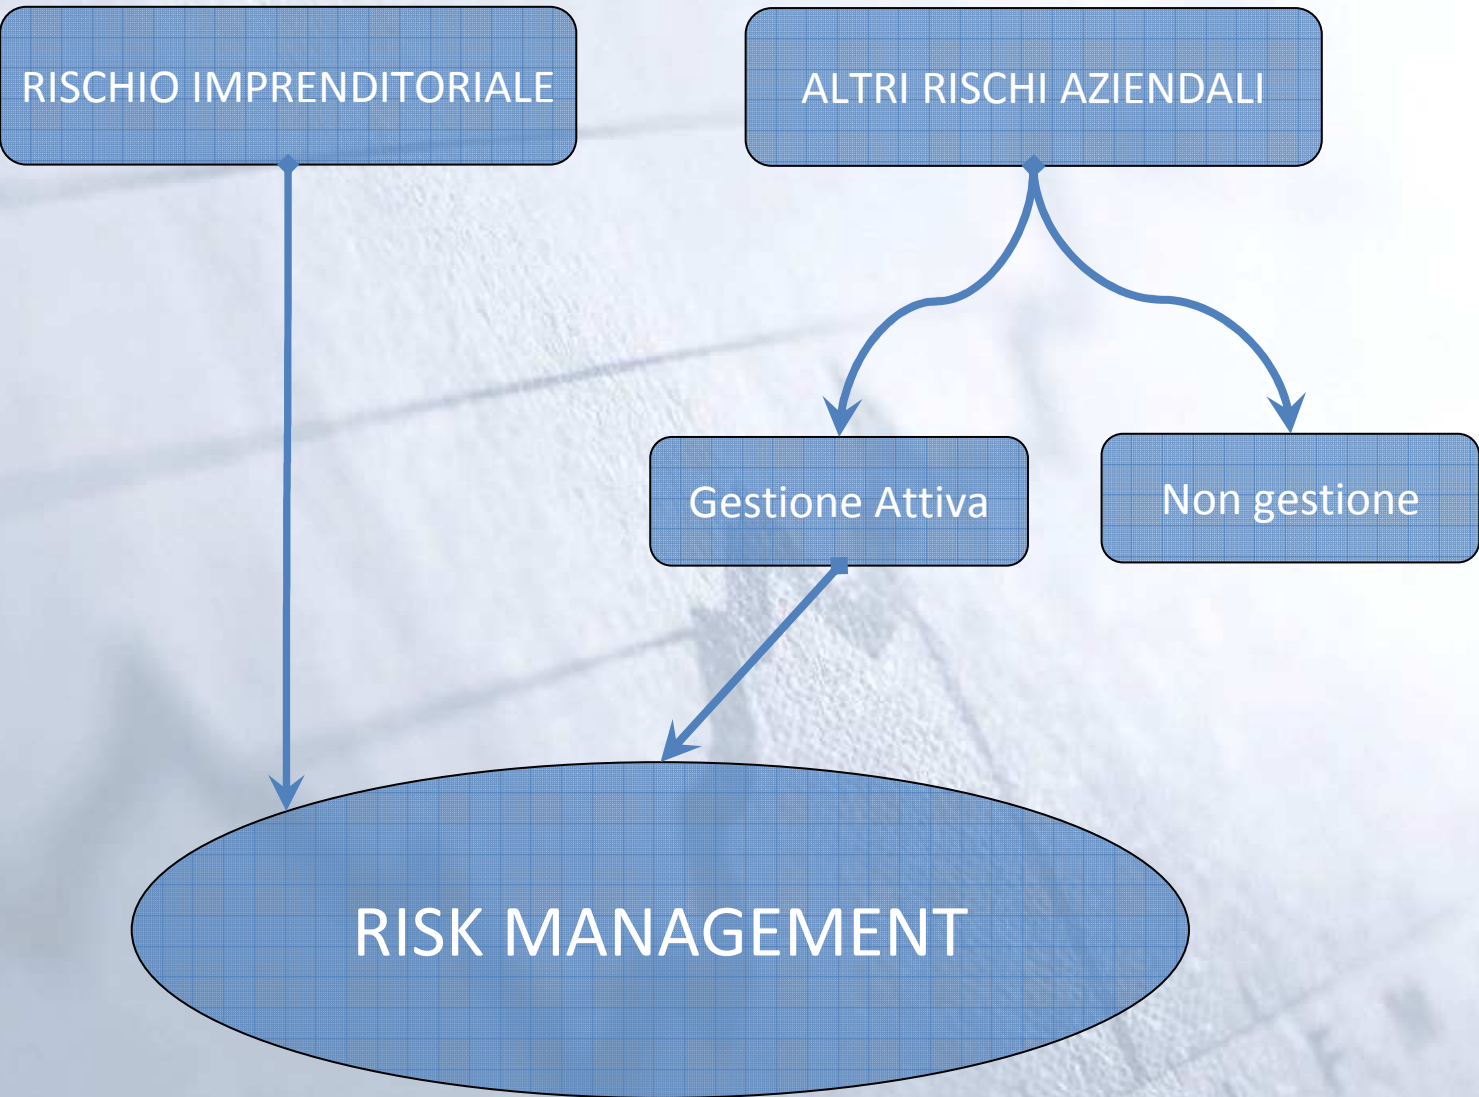 RISCHIO IMPRENDITORIALE
ALTRI RISCHI AZIENDALI
Gestione Attiva
Non gestione
RISK MANAGEMENT